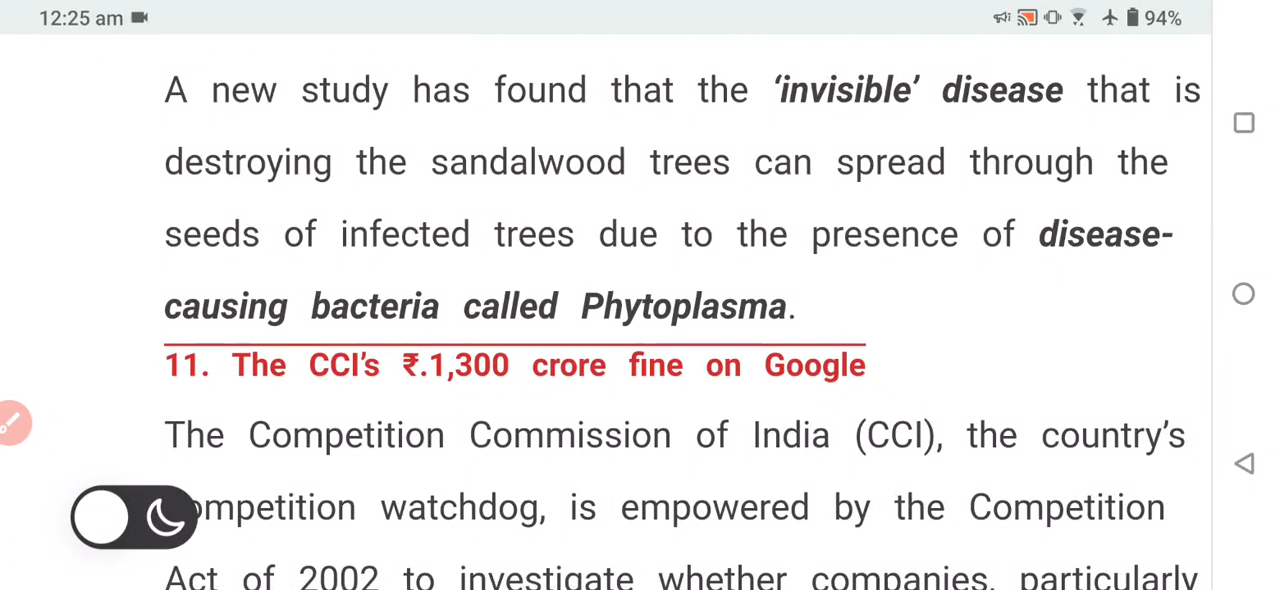 12:25 am
94%
A new study has found that the ‘invisible’ disease that is
destroying the sandalwood trees can spread through the
seeds of infected trees due to the presence of disease-
causing bacteria called Phytoplasma.
11. The CCI’s ₹.1,300 crore fine on Google
The Competition Commission of India (CCI), the country’s
ompetition watchdog, is empowered by the Competition
Act of 2002 to investigate whether companies, particularly